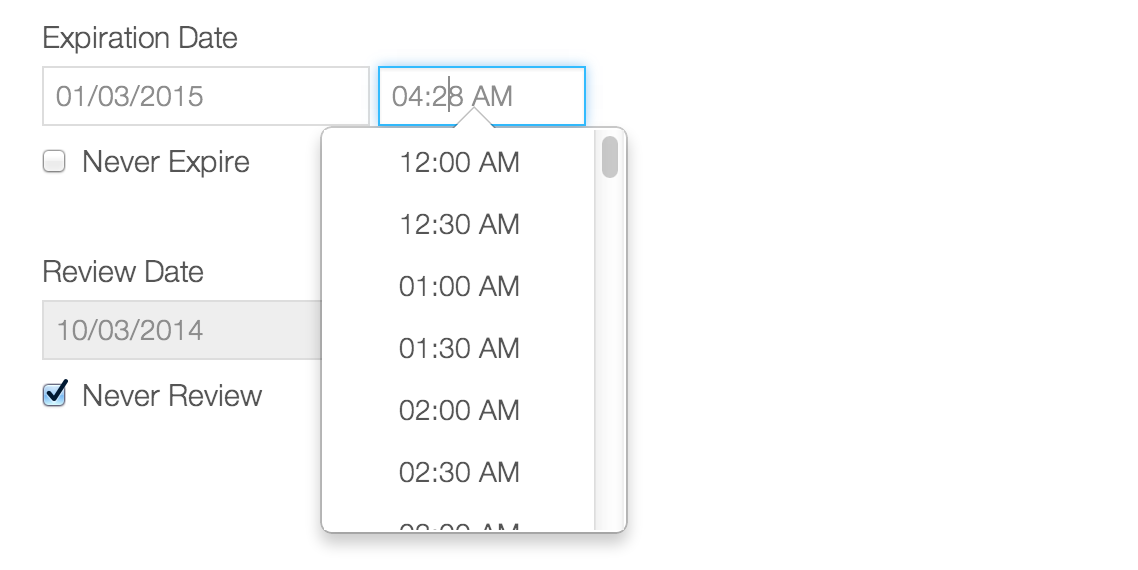 Expiration Date
01/03/2015
04:28 AM
Never Expire
Review Date
10/03/2014
Never Review
12:00 AM
12:30 AM
01:00 AM
01:30 AM
02:00 AM
02:30 AM